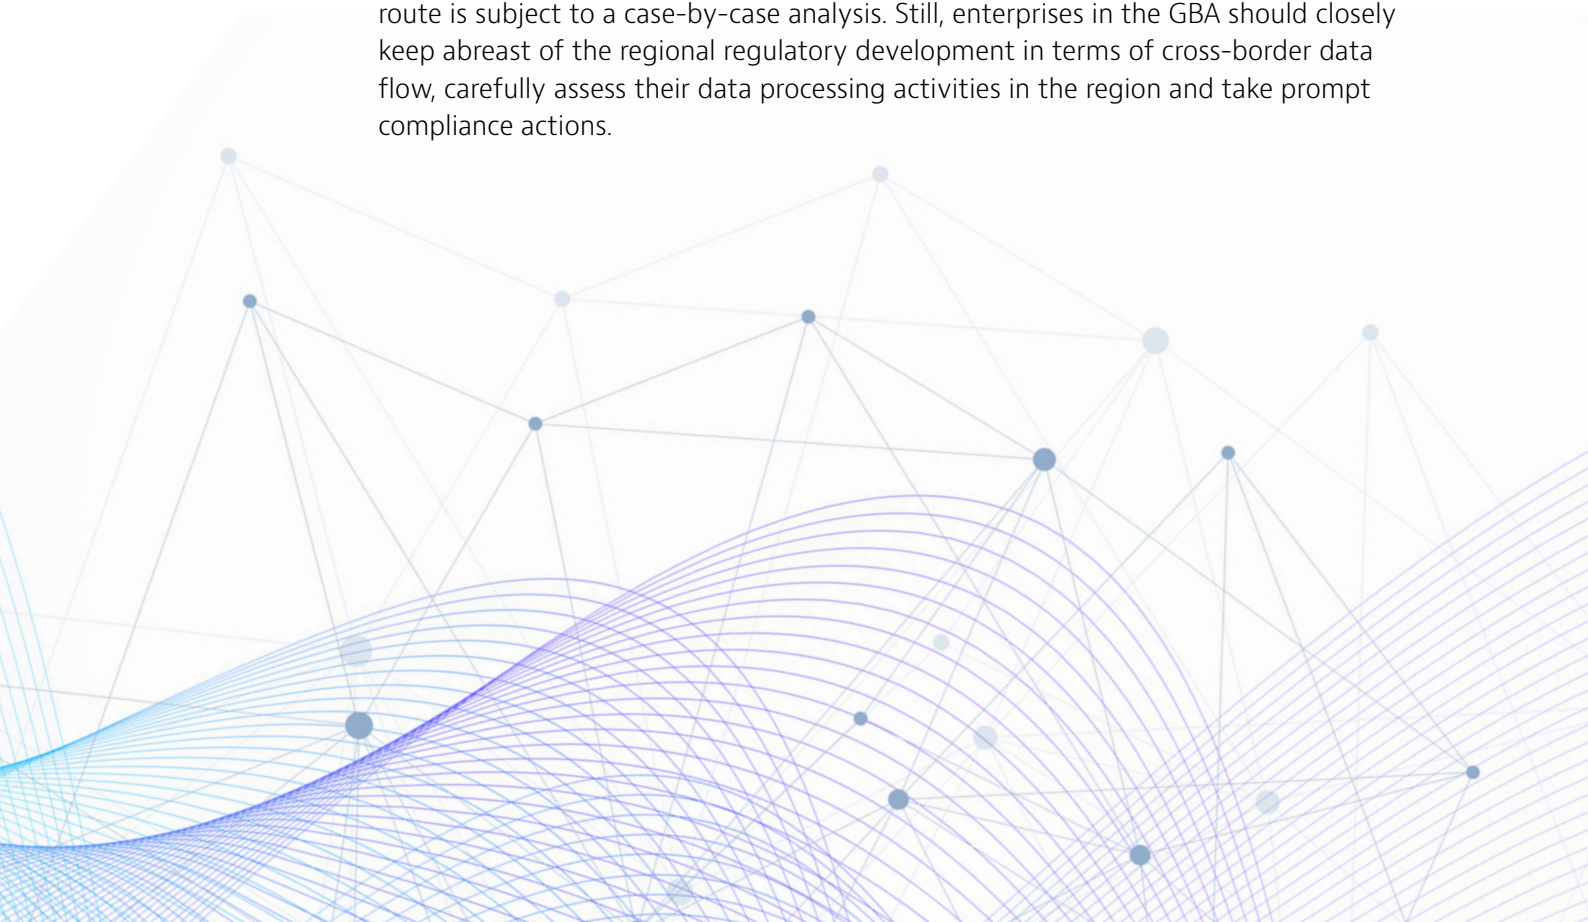 route is subject to a case-by-case analysis. Still, enterprises in the GBA should closely
keep abreast of the regional regulatory development in terms of cross-border data
flow, carefully assess their data processing activities in the region and take prompt
compliance actions.